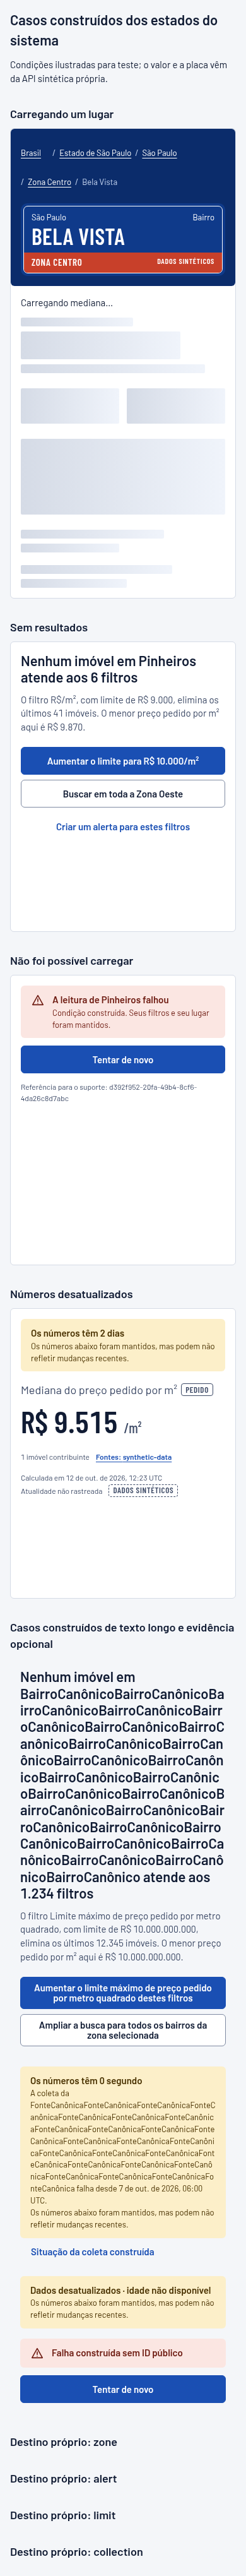 Casos construídos dos estados do
sistema
Condições ilustradas para teste; o valor e a placa vêm
da API sintética própria.
Carregando um lugar
Brasil / Estado de São Paulo / São Paulo
/ Zona Centro / Bela Vista
São Paulo Bairro
BELA VISTA
ZONA CENTRO DADOS SINTÉTICOS
Carregando mediana…
Sem resultados
Nenhum imóvel em Pinheiros
atende aos 6 filtros
O filtro R$/m², com limite de R$ 9.000, elimina os
últimos 41 imóveis. O menor preço pedido por m²
aqui é R$ 9.870.
Aumentar o limite para R$ 10.000/m²
Buscar em toda a Zona Oeste
Criar um alerta para estes filtros
Não foi possível carregar
A leitura de Pinheiros falhou
Condição construída. Seus filtros e seu lugar
foram mantidos.
Tentar de novo
Referência para o suporte: d392f952-20fa-49b4-8cf6-
4da26c8d7abc
Números desatualizados
Os números têm 2 dias
Os números abaixo foram mantidos, mas podem não
refletir mudanças recentes.
Mediana do preço pedido por m² PEDIDO
R$ 9.515 /m²
1 imóvel contribuinte Fontes: synthetic-data
Calculada em 12 de out. de 2026, 12:23 UTC
Atualidade não rastreada DADOS SINTÉTICOS
Casos construídos de texto longo e evidência
opcional
Nenhum imóvel em
BairroCanônicoBairroCanônicoBa
irroCanônicoBairroCanônicoBairr
oCanônicoBairroCanônicoBairroC
anônicoBairroCanônicoBairroCan
ônicoBairroCanônicoBairroCanôn
icoBairroCanônicoBairroCanônic
oBairroCanônicoBairroCanônicoB
airroCanônicoBairroCanônicoBair
roCanônicoBairroCanônicoBairro
CanônicoBairroCanônicoBairroCa
nônicoBairroCanônicoBairroCanô
nicoBairroCanônico atende aos
1.234 filtros
O filtro Limite máximo de preço pedido por metro
quadrado, com limite de R$ 10.000.000.000,
elimina os últimos 12.345 imóveis. O menor preço
pedido por m² aqui é R$ 10.000.000.000.
Aumentar o limite máximo de preço pedido
por metro quadrado destes filtros
Ampliar a busca para todos os bairros da
zona selecionada
Os números têm 0 segundo
A coleta da
FonteCanônicaFonteCanônicaFonteCanônicaFonteC
anônicaFonteCanônicaFonteCanônicaFonteCanônic
aFonteCanônicaFonteCanônicaFonteCanônicaFonte
CanônicaFonteCanônicaFonteCanônicaFonteCanôni
caFonteCanônicaFonteCanônicaFonteCanônicaFont
eCanônicaFonteCanônicaFonteCanônicaFonteCanô
nicaFonteCanônicaFonteCanônicaFonteCanônicaFo
nteCanônica falha desde 7 de out. de 2026, 06:00
UTC.
Os números abaixo foram mantidos, mas podem não
refletir mudanças recentes.
Situação da coleta construída
Dados desatualizados · idade não disponível
Os números abaixo foram mantidos, mas podem não
refletir mudanças recentes.
Falha construída sem ID público
Tentar de novo
Destino próprio: zone
Destino próprio: alert
Destino próprio: limit
Destino próprio: collection